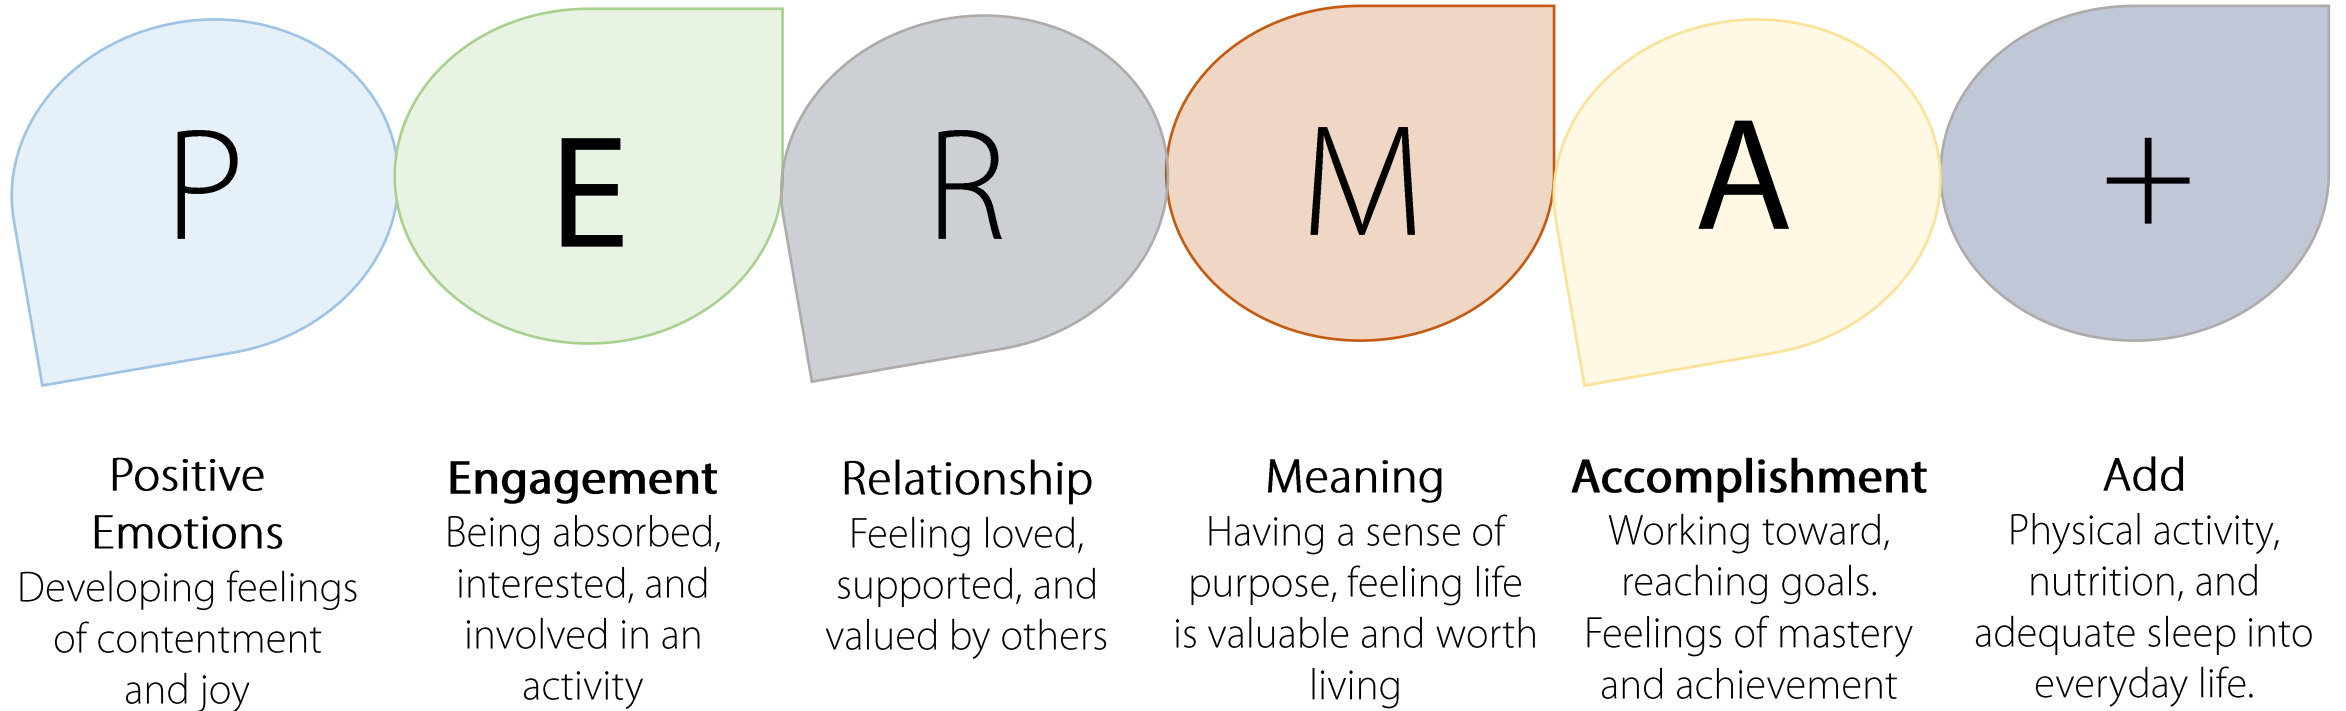 P
E
R
M
A
+
Positive
Emotions
Developing feelings
of contentment
and joy
Engagement
Being absorbed,
interested, and
involved in an
activity
Relationship
Feeling loved,
supported, and
valued by others
Meaning
Having a sense of
purpose, feeling life
is valuable and worth
living
Accomplishment
Working toward,
reaching goals.
Feelings of mastery
and achievement
Add
Physical activity,
nutrition, and
adequate sleep into
everyday life.